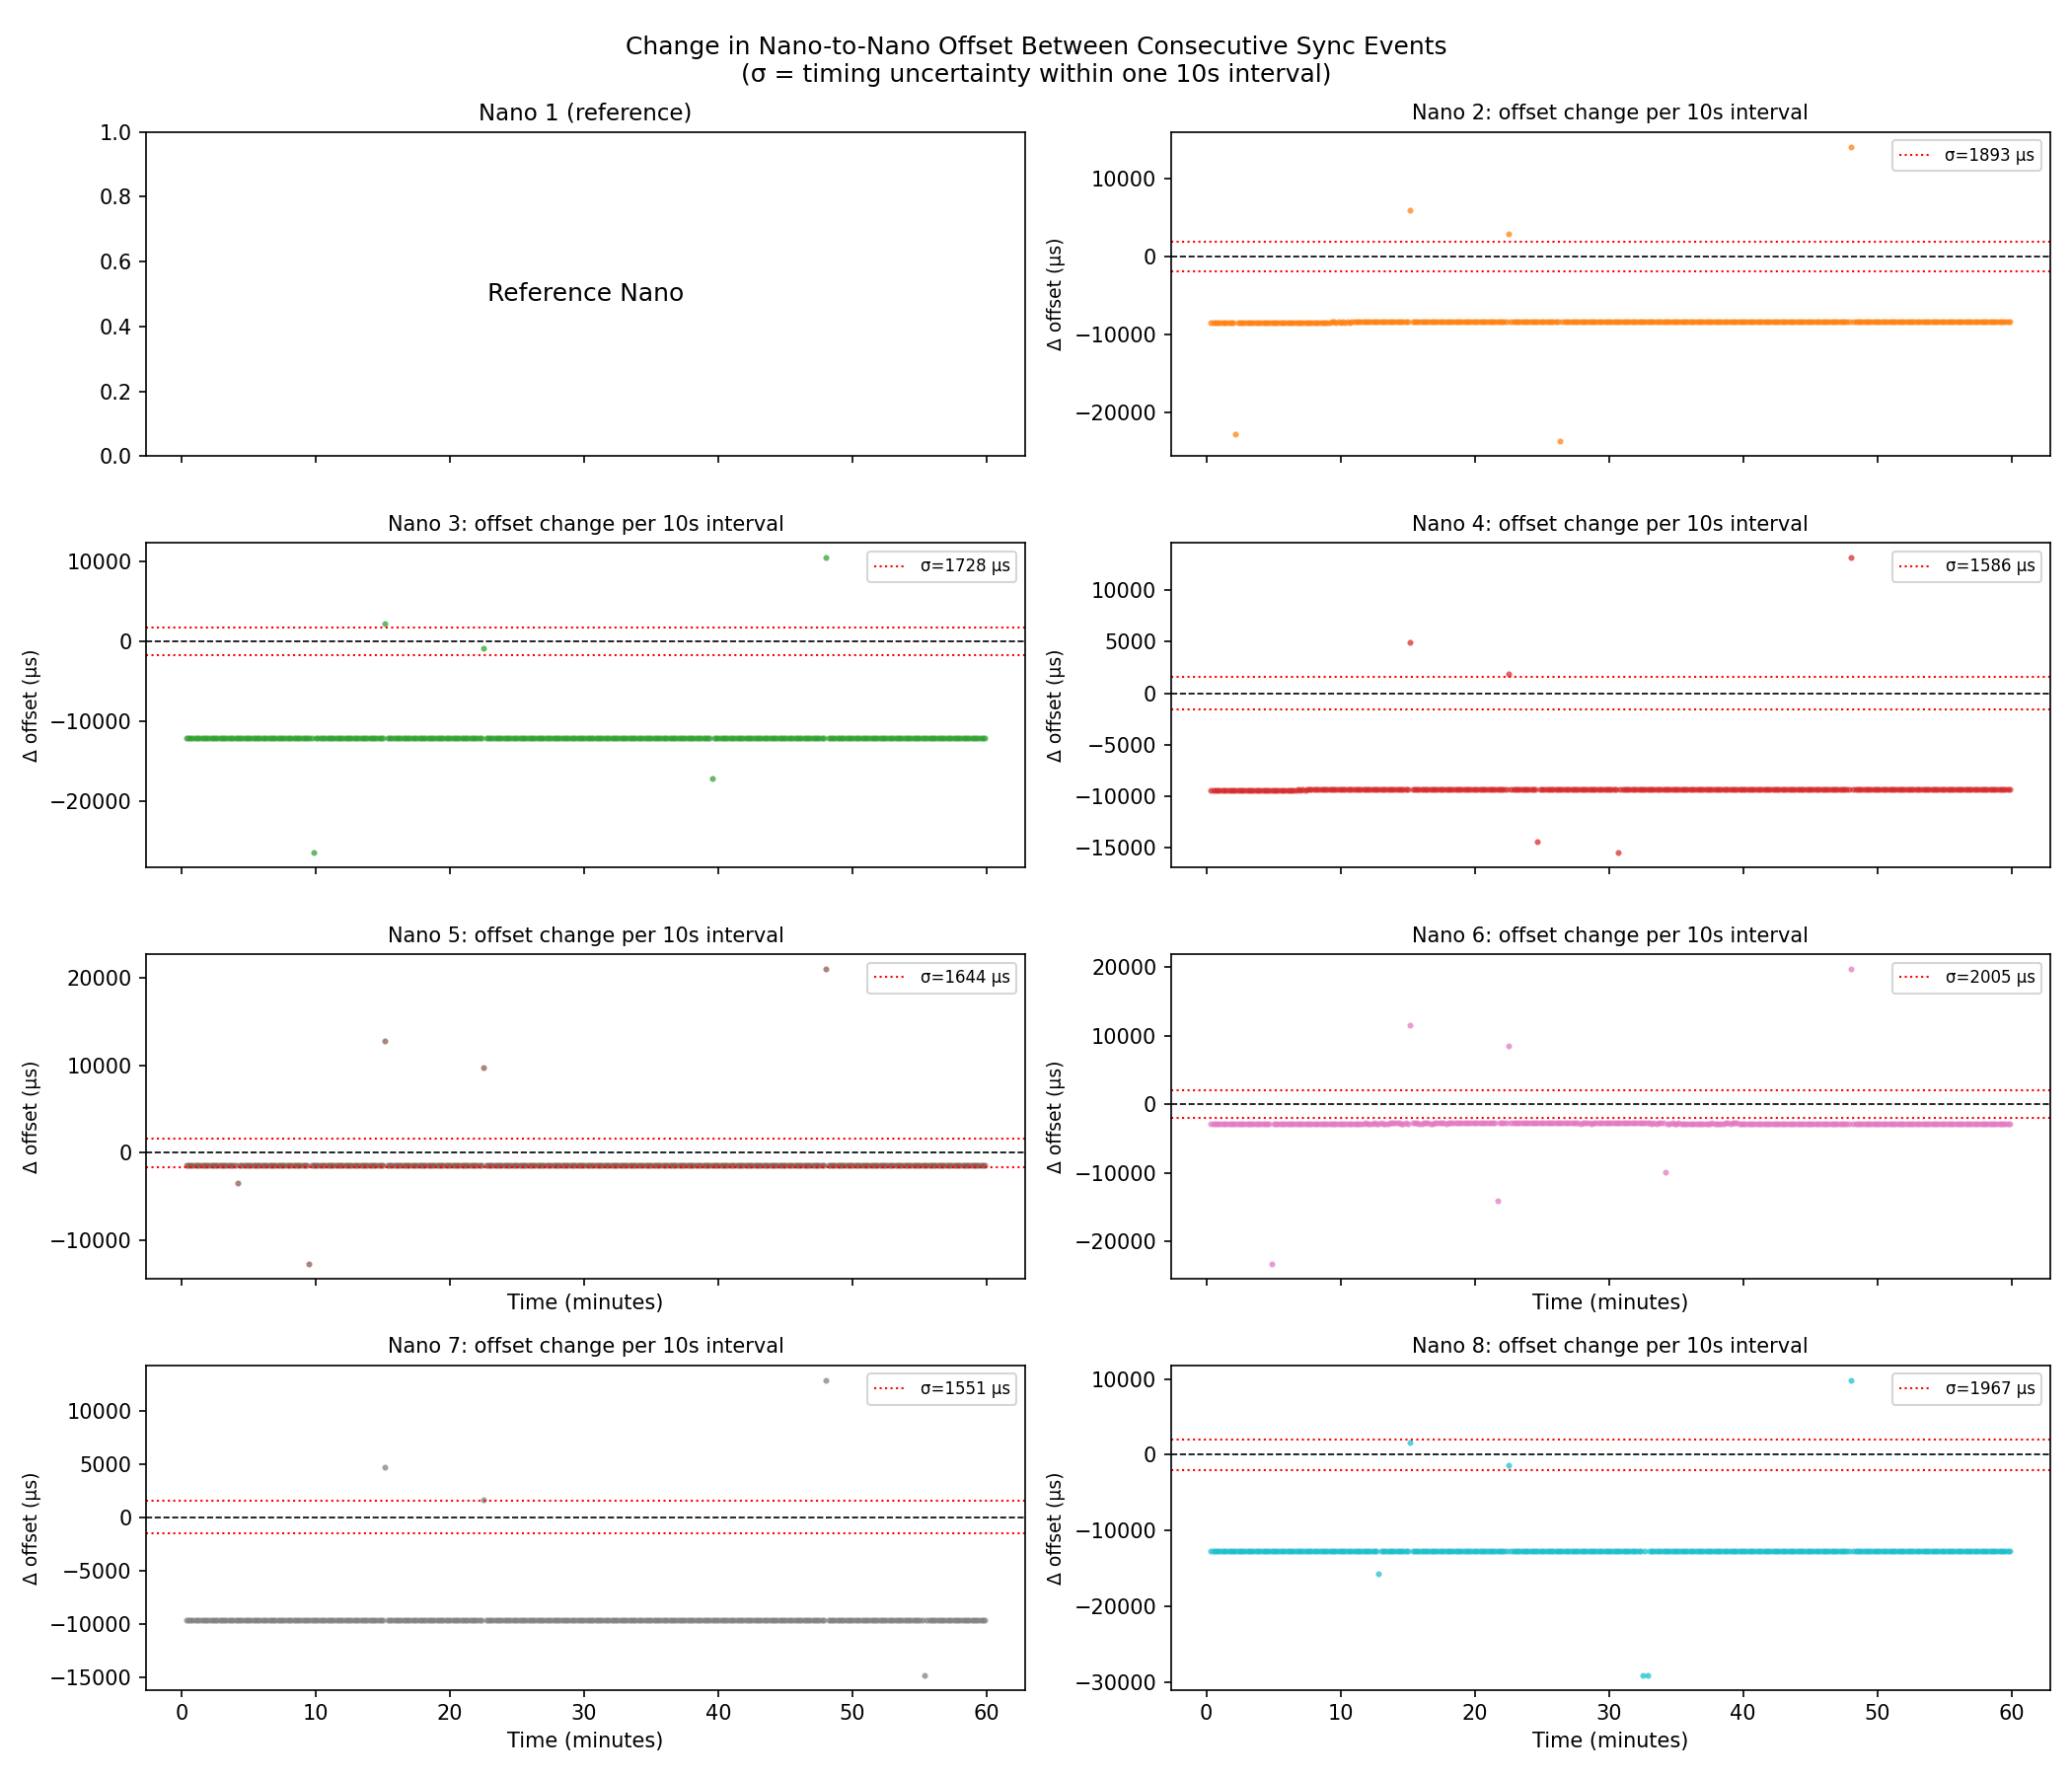 Change in Nano-to-Nano Offset Between Consecutive Sync Events
(σ = timing uncertainty within one 10s interval)
Nano 1 (reference)
1.0
0.8
0.6
0.4
0.2
0.0
Reference Nano
Nano 2: offset change per 10s interval
Δ offset (μs)
10000
0
−10000
−20000
σ=1893 μs
Nano 3: offset change per 10s interval
Δ offset (μs)
10000
0
−10000
−20000
σ=1728 μs
Nano 4: offset change per 10s interval
Δ offset (μs)
10000
5000
0
−5000
−10000
−15000
σ=1586 μs
Nano 5: offset change per 10s interval
Δ offset (μs)
20000
10000
0
−10000
σ=1644 μs
Time (minutes)
Nano 6: offset change per 10s interval
Δ offset (μs)
20000
10000
0
−10000
−20000
σ=2005 μs
Time (minutes)
Nano 7: offset change per 10s interval
Δ offset (μs)
10000
5000
0
−5000
−10000
−15000
σ=1551 μs
0 10 20 30 40 50 60
Time (minutes)
Nano 8: offset change per 10s interval
Δ offset (μs)
10000
0
−10000
−20000
−30000
σ=1967 μs
0 10 20 30 40 50 60
Time (minutes)